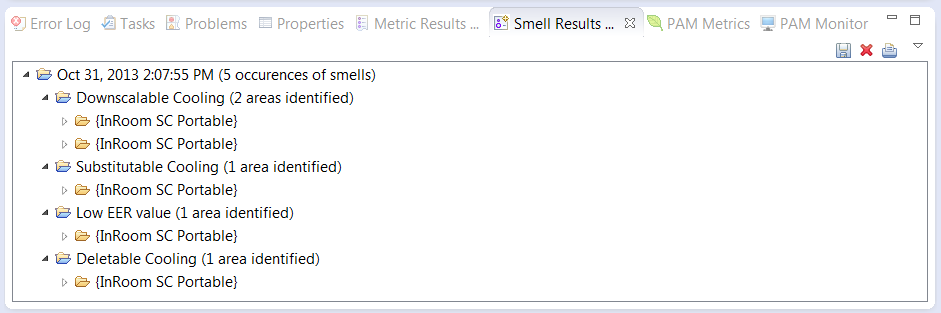 Error Log Tasks Problems Properties Metric Results ... Smell Results ... PAM Metrics PAM Monitor
Oct 31, 2013 2:07:55 PM (5 occurences of smells)
Downscalable Cooling (2 areas identified)
{InRoom SC Portable}
{InRoom SC Portable}
Substitutable Cooling (1 area identified)
{InRoom SC Portable}
Low EER value (1 area identified)
{InRoom SC Portable}
Deletable Cooling (1 area identified)
{InRoom SC Portable}